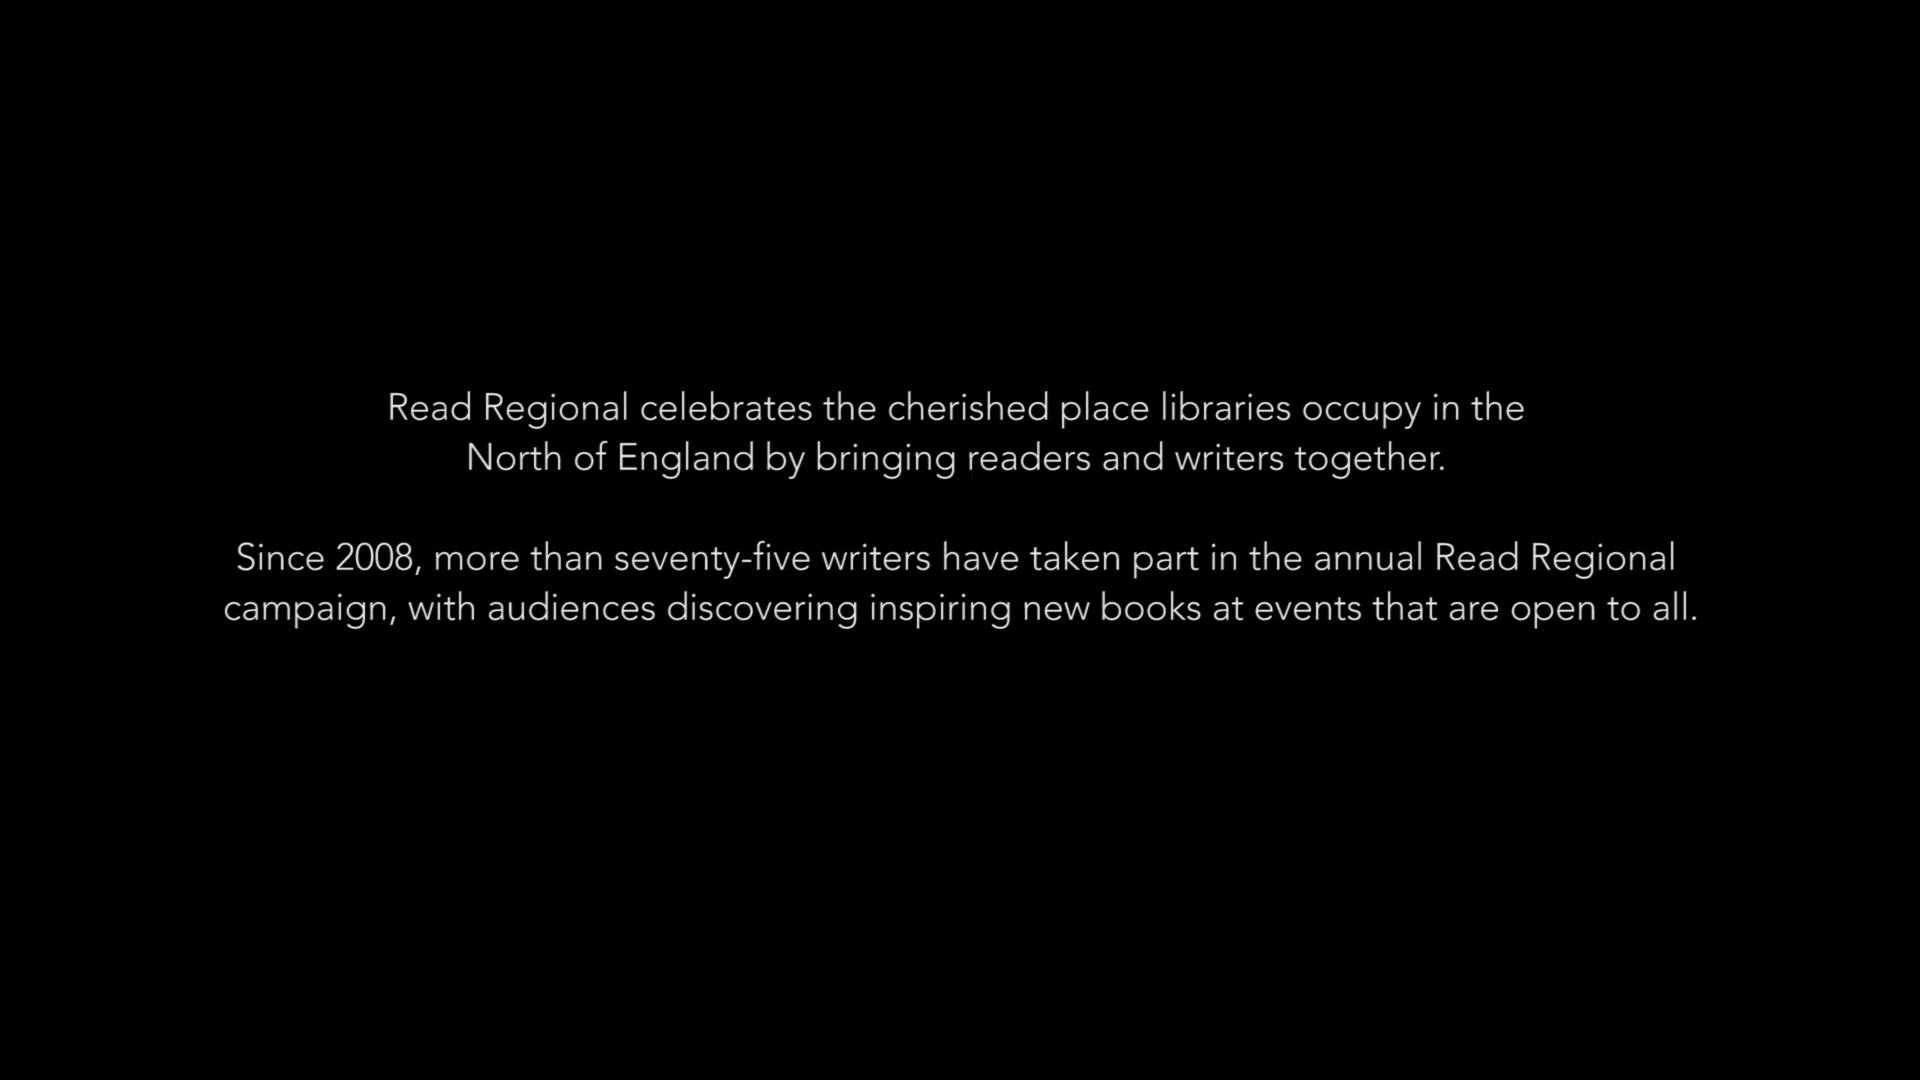 Read Regional celebrates the cherished place libraries occupy in the
North of England by bringing readers and writers together.
Since 2008, more than seventy-five writers have taken part in the annual Read Regional
campaign, with audiences discovering inspiring new books at events that are open to all.